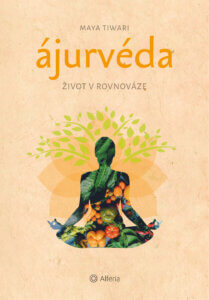 MAYA TIWARI
ájurvéda
ŽIVOT V ROVNOVÁZE
Alferia